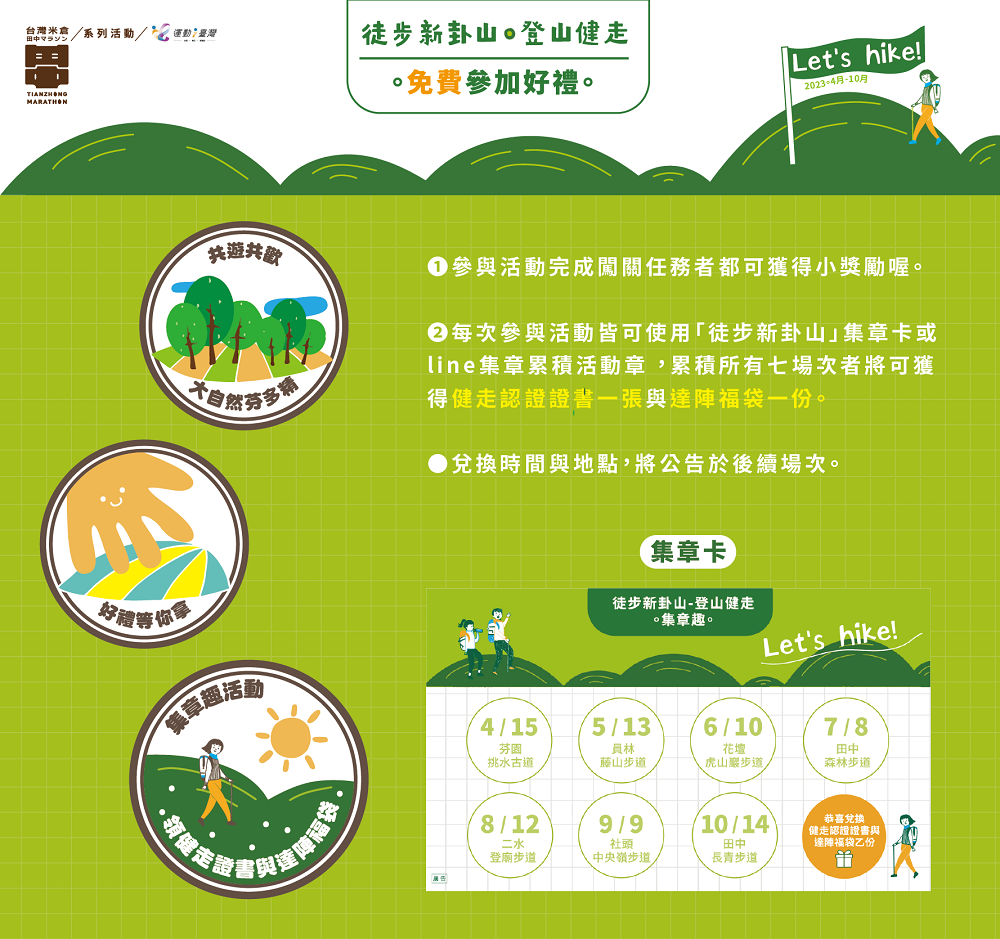 台灣米倉
田中マラソン
/系列活動/
運動i臺灣
TIANZHONG
MARATHON
徒步新卦山。登山健走
。免費參加好禮。
Let's hike!
2023.4月-10月
共遊共歡
大自然芬多精
❶參與活動完成闖關任務者都可獲得小獎勵喔。
❷每次參與活動皆可使用「徒步新卦山」集章卡或
line集章累積活動章，累積所有七場次者將可獲
得健走認證證書一張與達陣福袋一份。
●兌換時間與地點，將公告於後續場次。
好禮等你拿
集章趣活動
領健走證書與達陣福袋
集章卡
徒步新卦山-登山健走
。集章趣。
Let's hike!
4/15
芬園
挑水古道
5/13
員林
藤山步道
6/10
花壇
虎山巖步道
7/8
田中
森林步道
8/12
二水
登廟步道
9/9
社頭
中央嶺步道
10/14
田中
長青步道
恭喜兌換
健走認證證書與
達陣福袋乙份
廣告